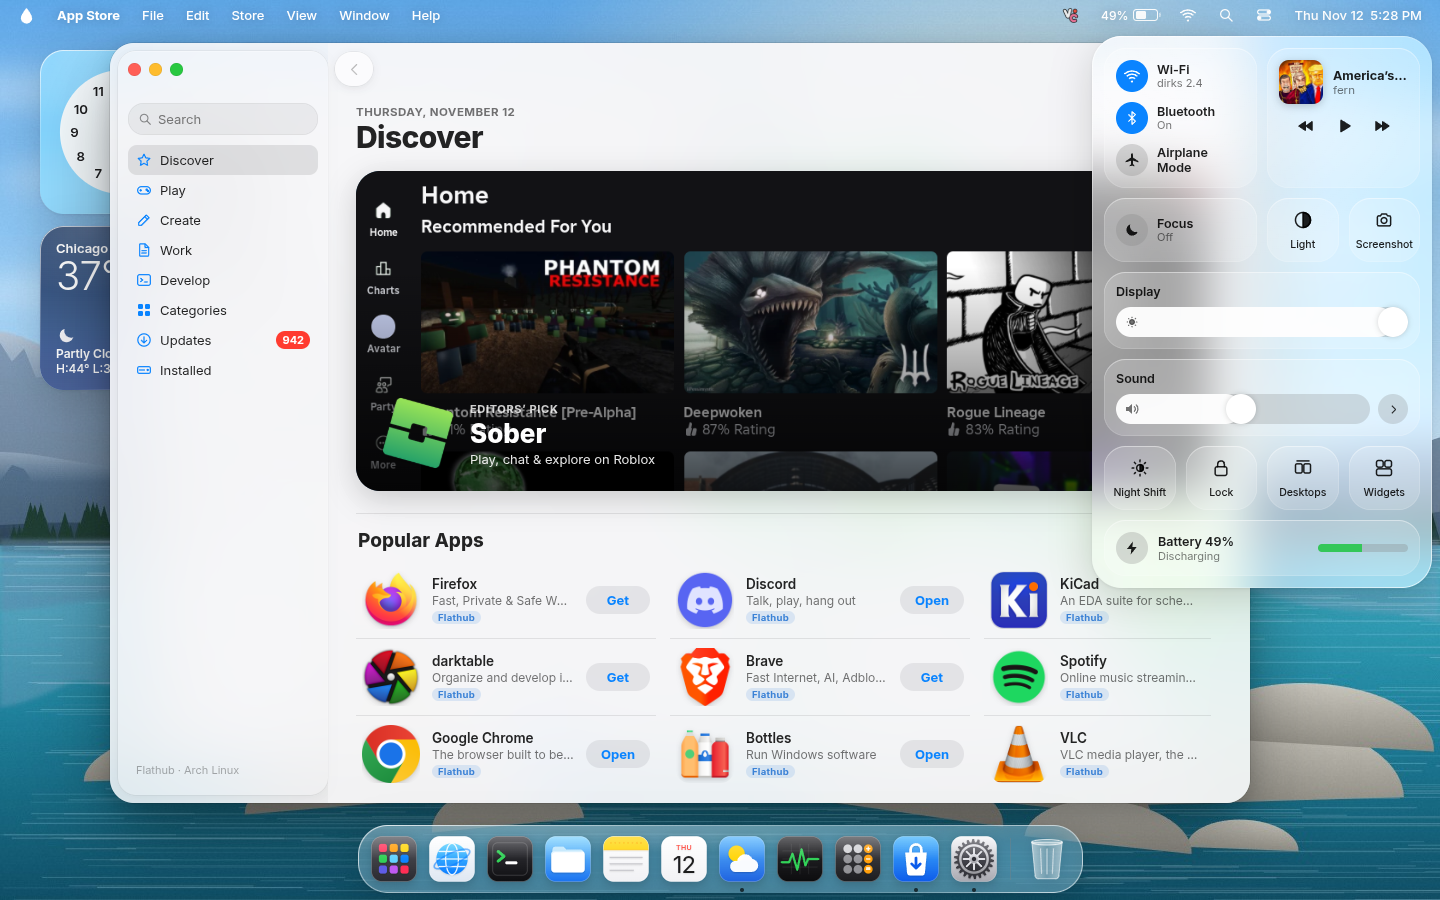 App Store File Edit Store View Window Help
49% Thu Nov 12 5:28 PM
11
10
9
8
7
Chicago
37°
Partly Clo
H:44° L:3
Search
Discover
Play
Create
Work
Develop
Categories
Updates 942
Installed
Flathub · Arch Linux
THURSDAY, NOVEMBER 12
Discover
Home
Recommended For You
Home
Charts
Avatar
Party
More
PHANTOM
RESISTANCE
ROGUE LINEAGE
Phantom Resistance [Pre-Alpha]
Deepwoken
87% Rating
Rogue Lineage
83% Rating
EDITORS' PICK
Sober
Play, chat & explore on Roblox
Popular Apps
Firefox
Fast, Private & Safe W...
Flathub
Get
Discord
Talk, play, hang out
Flathub
Open
Ki
KiCad
An EDA suite for sche...
Flathub
darktable
Organize and develop i...
Flathub
Get
Brave
Fast Internet, AI, Adblo...
Flathub
Get
Spotify
Online music streamin...
Flathub
Google Chrome
The browser built to be...
Flathub
Open
Bottles
Run Windows software
Flathub
Open
VLC
VLC media player, the ...
Flathub
Wi-Fi
dirks 2.4
Bluetooth
On
Airplane
Mode
America's...
fern
Focus
Off
Light
Screenshot
Display
Sound
Night Shift
Lock
Desktops
Widgets
Battery 49%
Discharging
THU
12